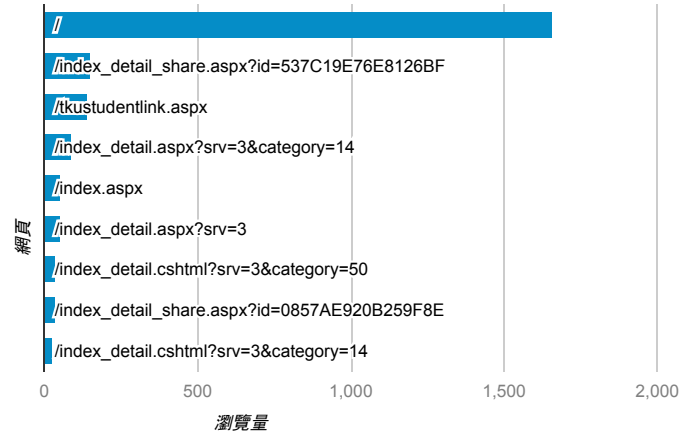 /
/index_detail_share.aspx?id=537C19E76E8126BF
/tkustudentlink.aspx
/index_detail.aspx?srv=3&category=14
/index.aspx
/index_detail.aspx?srv=3
/index_detail.cshtml?srv=3&category=50
/index_detail_share.aspx?id=0857AE920B259F8E
/index_detail.cshtml?srv=3&category=14
網頁
0 500 1,000 1,500 2,000
瀏覽量